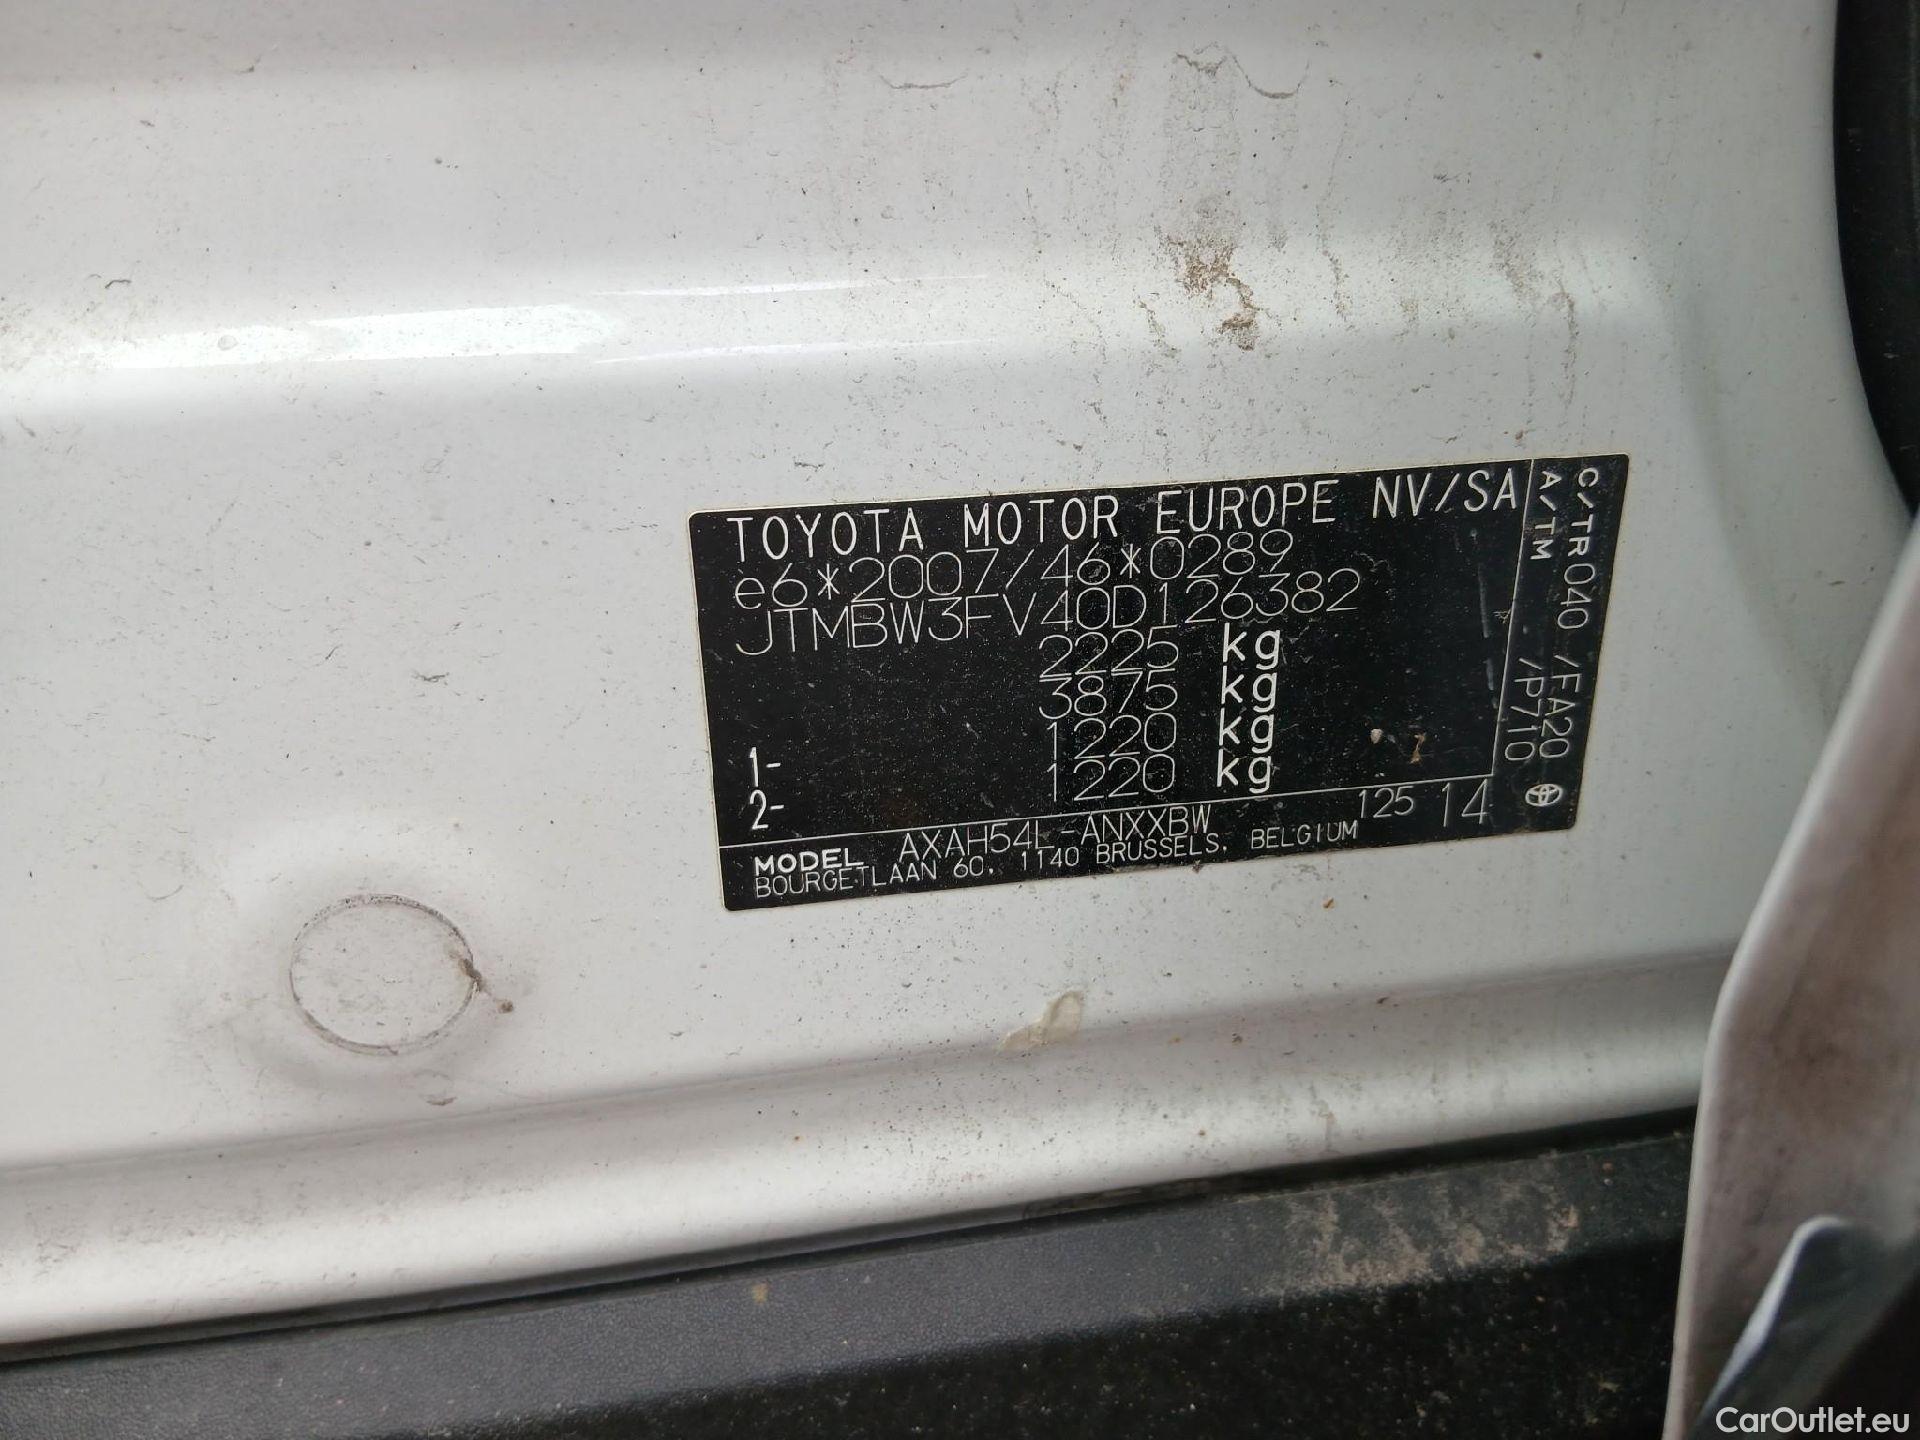 TOYOTA MOTOR EUROPE NV/SA
e6*2007/46*0289
JTMBW3FV40D126382
2225 kg
3875 kg
1- 1220 kg
2- 1220 kg
MODEL AXAH54L-ANXXBW
BOURGETLAAN 60, 1140 BRUSSELS, BELGIUM
125 14
C/TR 040 /FA20
A/TM /P710
CarOutlet.eu